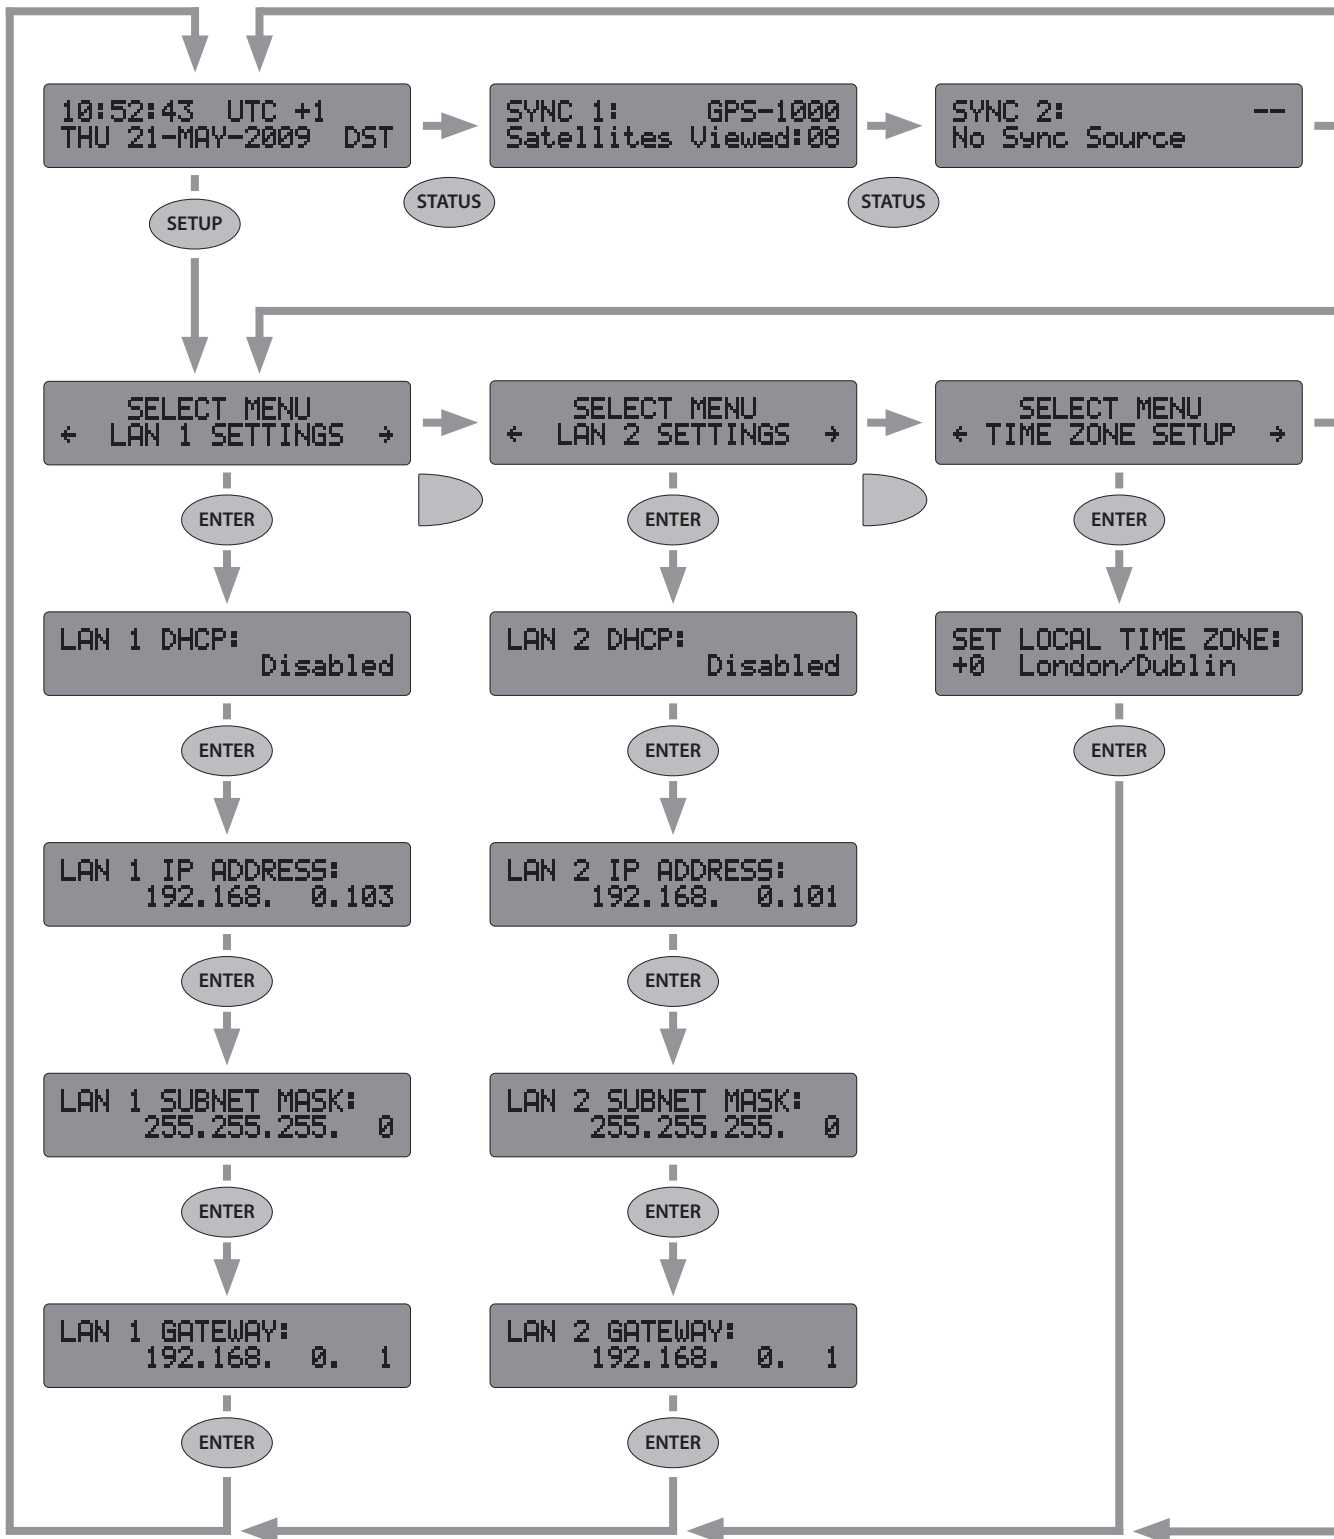 10:52:43 UTC +1
THU 21-MAY-2009 DST
SYNC 1: GPS-1000
Satellites Viewed:08
SYNC 2: --
No Sync Source
STATUS
STATUS
SETUP
SELECT MENU
← LAN 1 SETTINGS →
SELECT MENU
← LAN 2 SETTINGS →
SELECT MENU
← TIME ZONE SETUP →
ENTER
ENTER
ENTER
LAN 1 DHCP:
Disabled
LAN 2 DHCP:
Disabled
SET LOCAL TIME ZONE:
+0 London/Dublin
ENTER
ENTER
ENTER
LAN 1 IP ADDRESS:
192.168. 0.103
LAN 2 IP ADDRESS:
192.168. 0.101
ENTER
ENTER
LAN 1 SUBNET MASK:
255.255.255. 0
LAN 2 SUBNET MASK:
255.255.255. 0
ENTER
ENTER
LAN 1 GATEWAY:
192.168. 0. 1
LAN 2 GATEWAY:
192.168. 0. 1
ENTER
ENTER